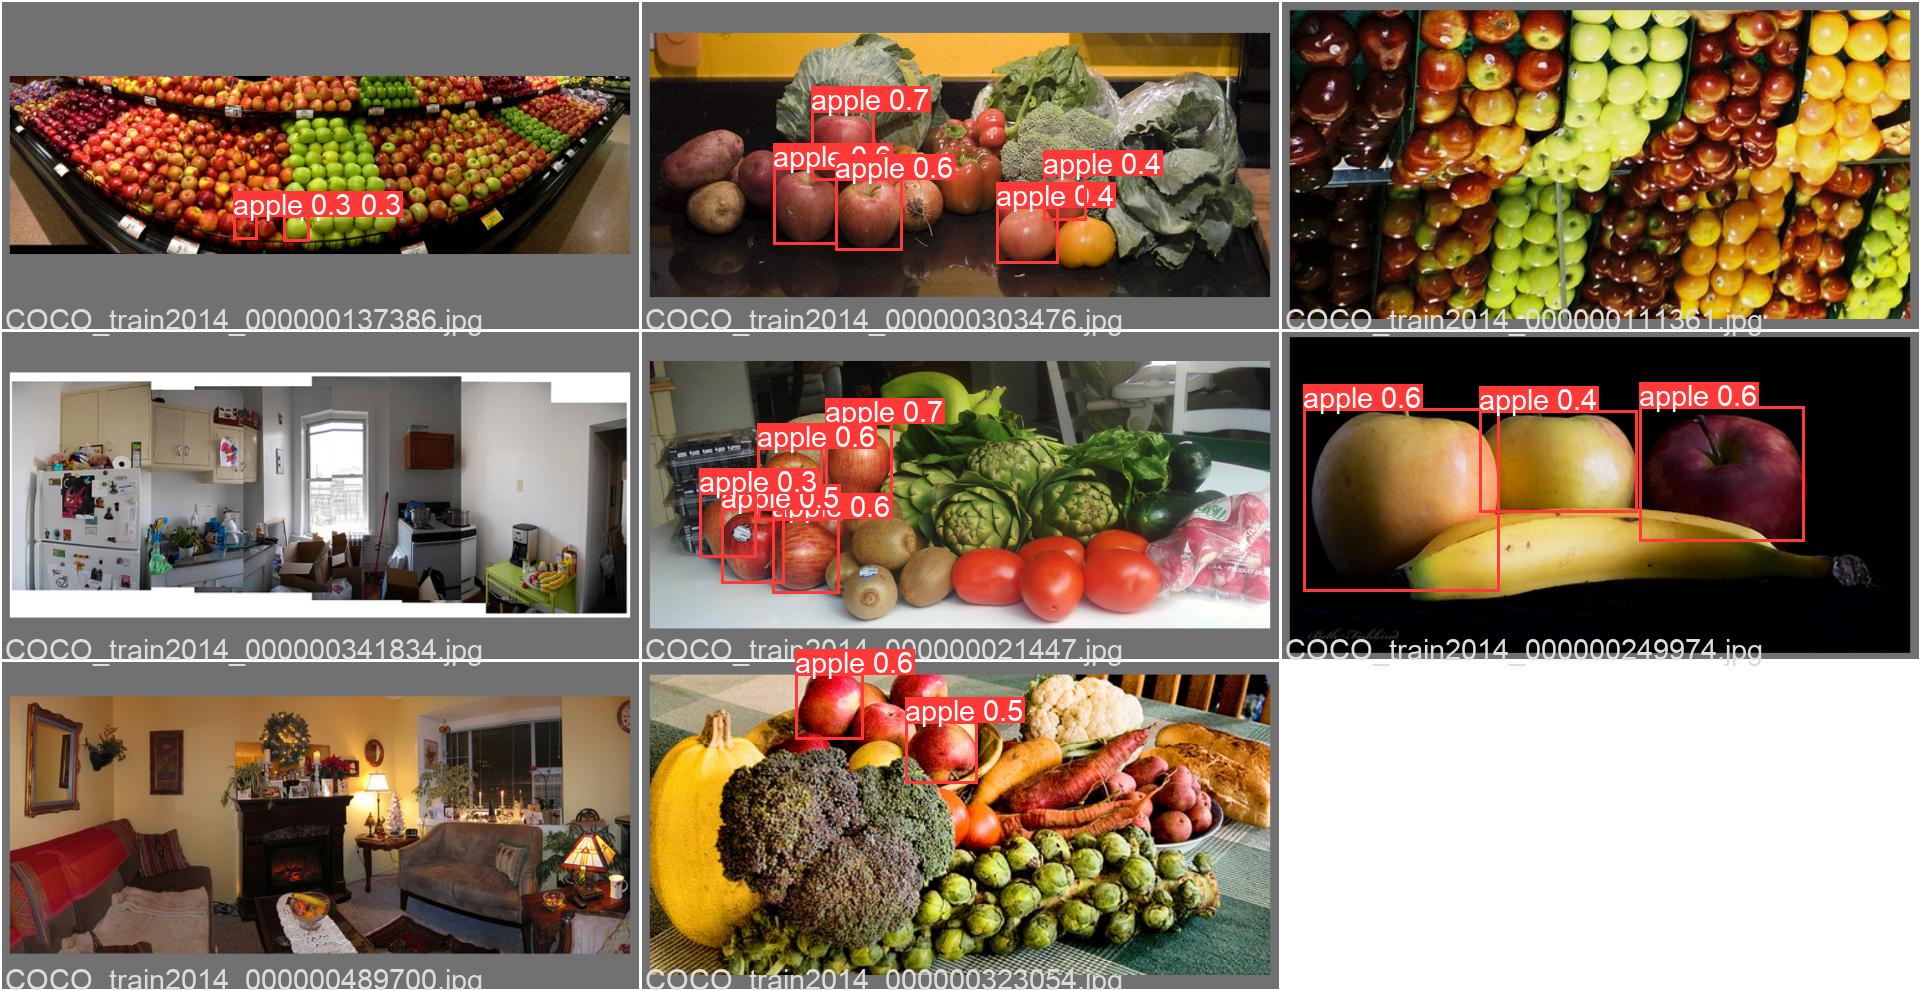 apple 0.3 0.3
COCO_train2014_000000137386.jpg
apple 0.7
apple 0.6
apple 0.6
apple 0.4
apple 0.4
COCO_train2014_000000303476.jpg
COCO_train2014_000000111361.jpg
COCO_train2014_000000341834.jpg
apple 0.7
apple 0.6
apple 0.3
apple 0.5
apple 0.6
COCO_train2014_000000021447.jpg
apple 0.6
apple 0.4
apple 0.6
COCO_train2014_000000249974.jpg
COCO_train2014_000000489700.jpg
apple 0.6
apple 0.5
COCO_train2014_000000323054.jpg